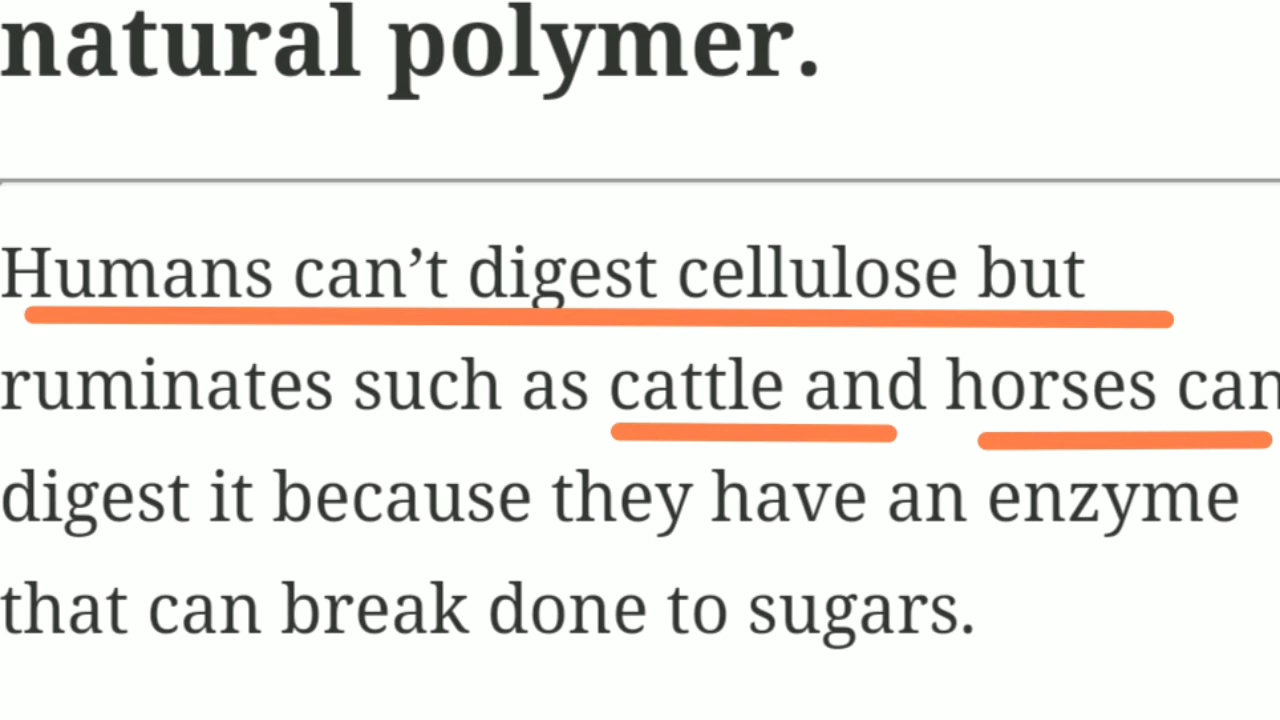 natural polymer.
Humans can’t digest cellulose but
ruminates such as cattle and horses can
digest it because they have an enzyme
that can break done to sugars.